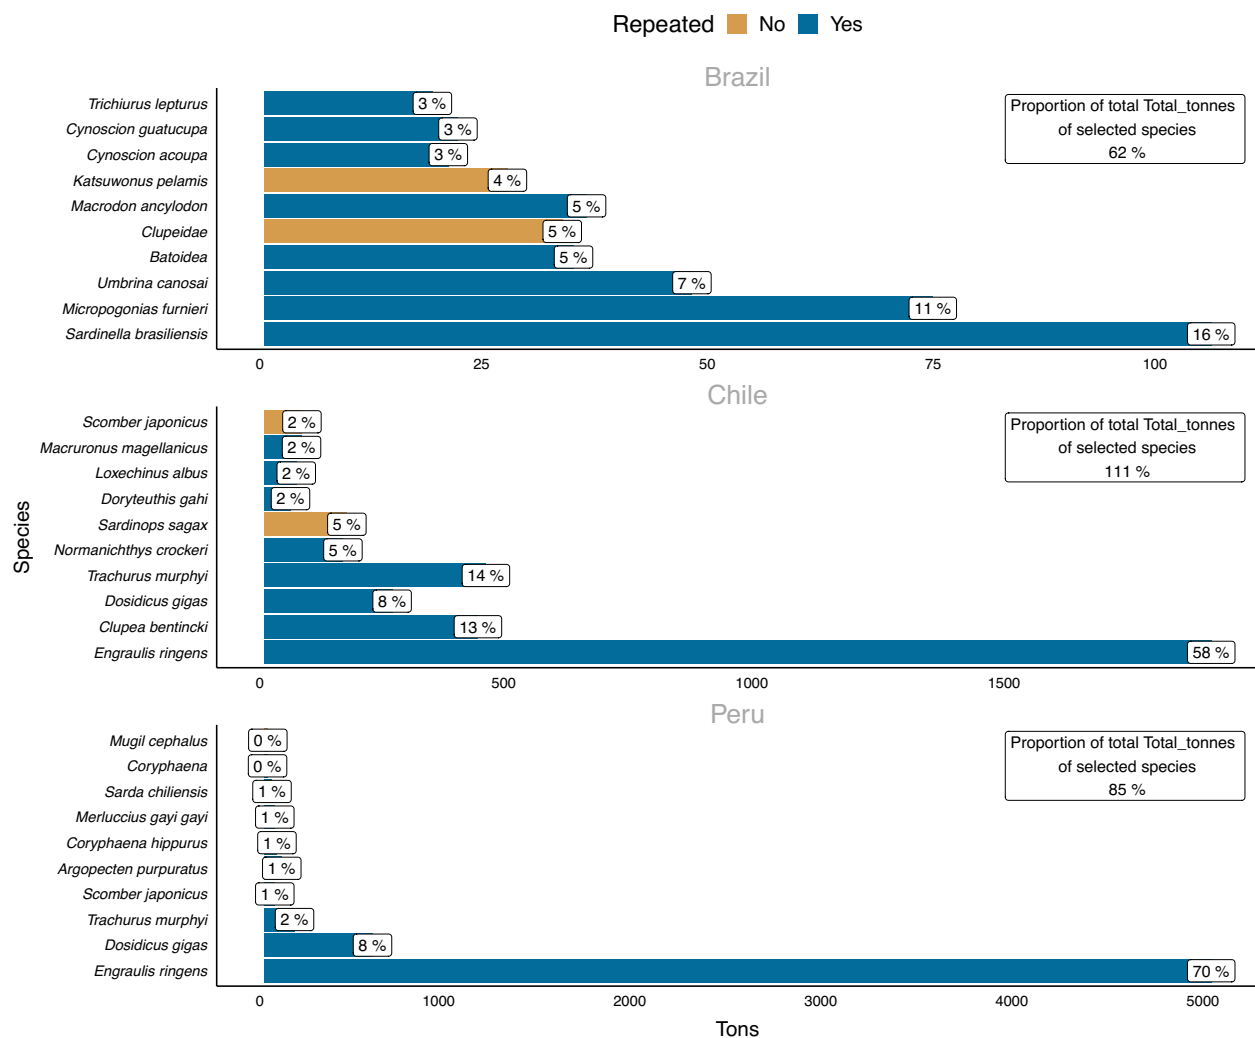 Repeated No Yes
Brazil
Trichiurus lepturus 3 %
Cynoscion guatucupa 3 %
Cynoscion acoupa 3 %
Katsuwonus pelamis 4 %
Macrodon ancylodon 5 %
Clupeidae 5 %
Batoidea 5 %
Umbrina canosai 7 %
Micropogonias furnieri 11 %
Sardinella brasiliensis 16 %
Proportion of total Total_tonnes
of selected species
62 %
0 25 50 75 100
Chile
Scomber japonicus 2 %
Macruronus magellanicus 2 %
Loxechinus albus 2 %
Doryteuthis gahi 2 %
Sardinops sagax 5 %
Normanichthys crockeri 5 %
Trachurus murphyi 14 %
Dosidicus gigas 8 %
Clupea bentincki 13 %
Engraulis ringens 58 %
Proportion of total Total_tonnes
of selected species
111 %
0 500 1000 1500
Species
Peru
Mugil cephalus 0 %
Coryphaena 0 %
Sarda chiliensis 1 %
Merluccius gayi gayi 1 %
Coryphaena hippurus 1 %
Argopecten purpuratus 1 %
Scomber japonicus 1 %
Trachurus murphyi 2 %
Dosidicus gigas 8 %
Engraulis ringens 70 %
Proportion of total Total_tonnes
of selected species
85 %
0 1000 2000 3000 4000 5000
Tons